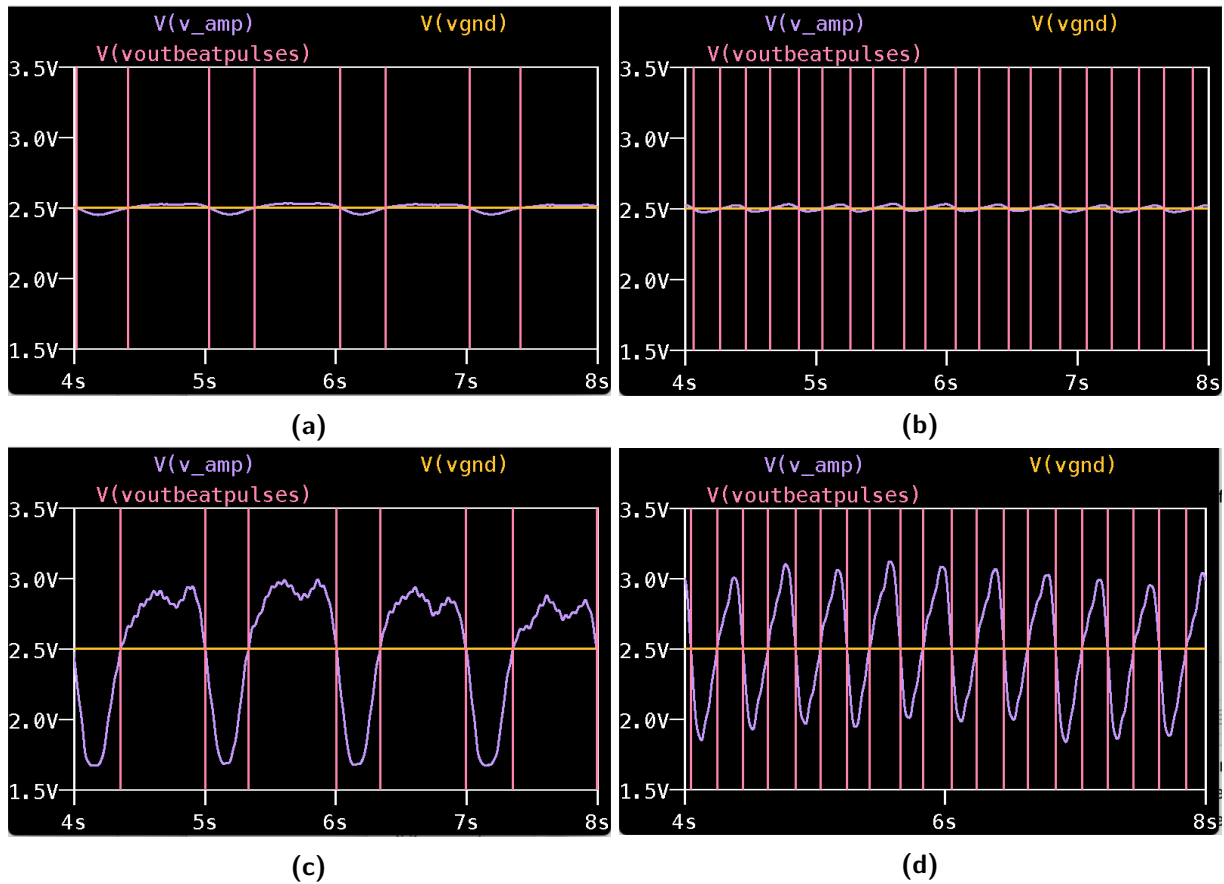 V(v_amp) V(vgnd)
V(voutbeatpulses)
3.5V
3.0V
2.5V
2.0V
1.5V
4s 5s 6s 7s 8s
(a)
V(v_amp) V(vgnd)
V(voutbeatpulses)
3.5V
3.0V
2.5V
2.0V
1.5V
4s 5s 6s 7s 8s
(b)
V(v_amp) V(vgnd)
V(voutbeatpulses)
3.5V
3.0V
2.5V
2.0V
1.5V
4s 5s 6s 7s 8s
(c)
V(v_amp) V(vgnd)
V(voutbeatpulses)
3.5V
3.0V
2.5V
2.0V
1.5V
4s 6s 8s
(d)